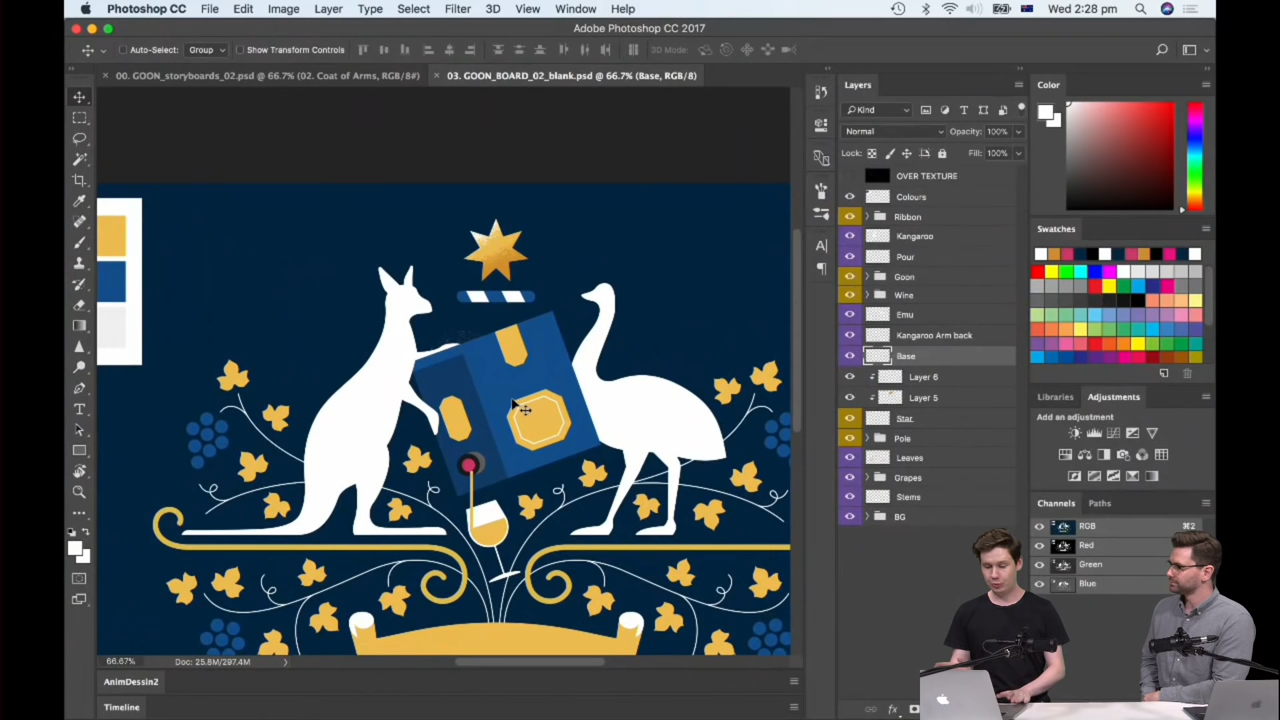 Photoshop CC File Edit Image Layer Type Select Filter 3D View Window Help Wed 2:28 pm
Adobe Photoshop CC 2017
Auto-Select: Group Show Transform Controls 3D Mode:
× 00. GOON_storyboards_02.psd @ 66.7% (02. Coat of Arms, RGB/8#) × 03. GOON_BOARD_02_blank.psd @ 66.7% (Base, RGB/8)
Layers
Kind
Normal Opacity: 100%
Lock: Fill: 100%
OVER TEXTURE
Colours
Ribbon
Kangaroo
Pour
Goon
Wine
Emu
Kangaroo Arm back
Base
Layer 6
Layer 5
Star
Pole
Leaves
Grapes
Stems
BG
fx
Color
Swatches
Libraries Adjustments
Add an adjustment
Channels Paths
RGB ⌘2
Red
Green
Blue
66.67% Doc: 25.8M/297.4M
AnimDessin2
Timeline